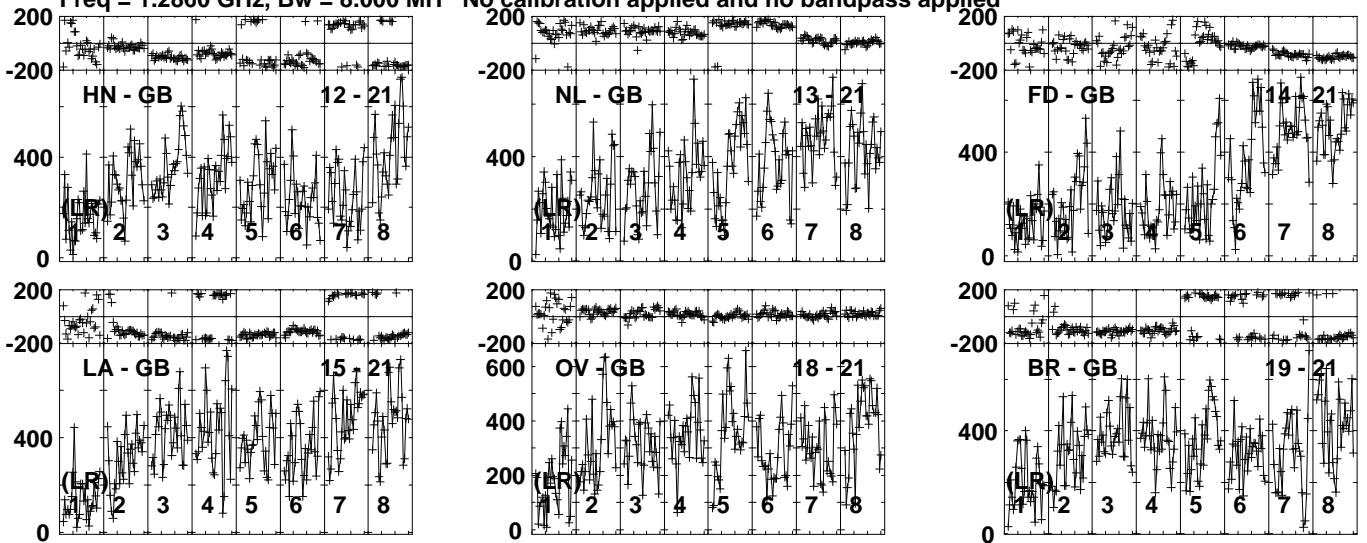 Freq = 1.2860 GHz, Bw = 8.000 MH No calibration applied and no bandpass applied
200
-200
HN - GB 12 - 21
400
(LR)
1 2 3 4 5 6 7 8
0
NL - GB 13 - 21
400
(LR)
1 2 3 4 5 6 7 8
0
200
-200
FD - GB 14 - 21
400
(LR)
1 2 3 4 5 6 7 8
0
200
-200
LA - GB 15 - 21
400
(LR)
1 2 3 4 5 6 7 8
0
200
-200
OV - GB 18 - 21
600
400
200
(LR)
1 2 3 4 5 6 7 8
0
200
-200
BR - GB 19 - 21
400
(LR)
1 2 3 4 5 6 7 8
0